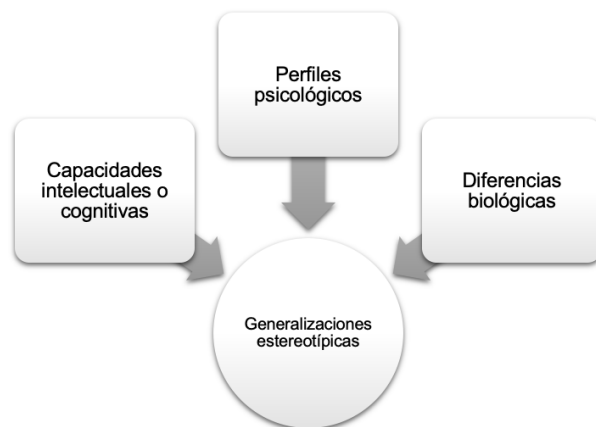 Perfiles
psicológicos
Capacidades
intelectuales o
cognitivas
Diferencias
biológicas
Generalizaciones
estereotípicas